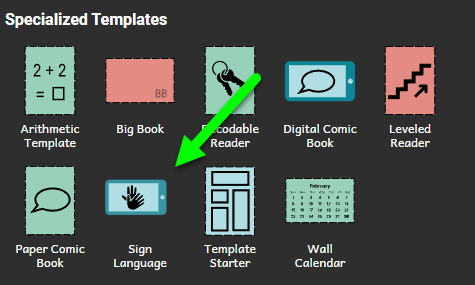 Specialized Templates
2 + 2
= □
BB
Arithmetic
Template
Big Book
Reader
Digital Comic
Book
Leveled
Reader
February
Paper Comic
Book
Sign
Language
Template
Starter
Wall
Calendar